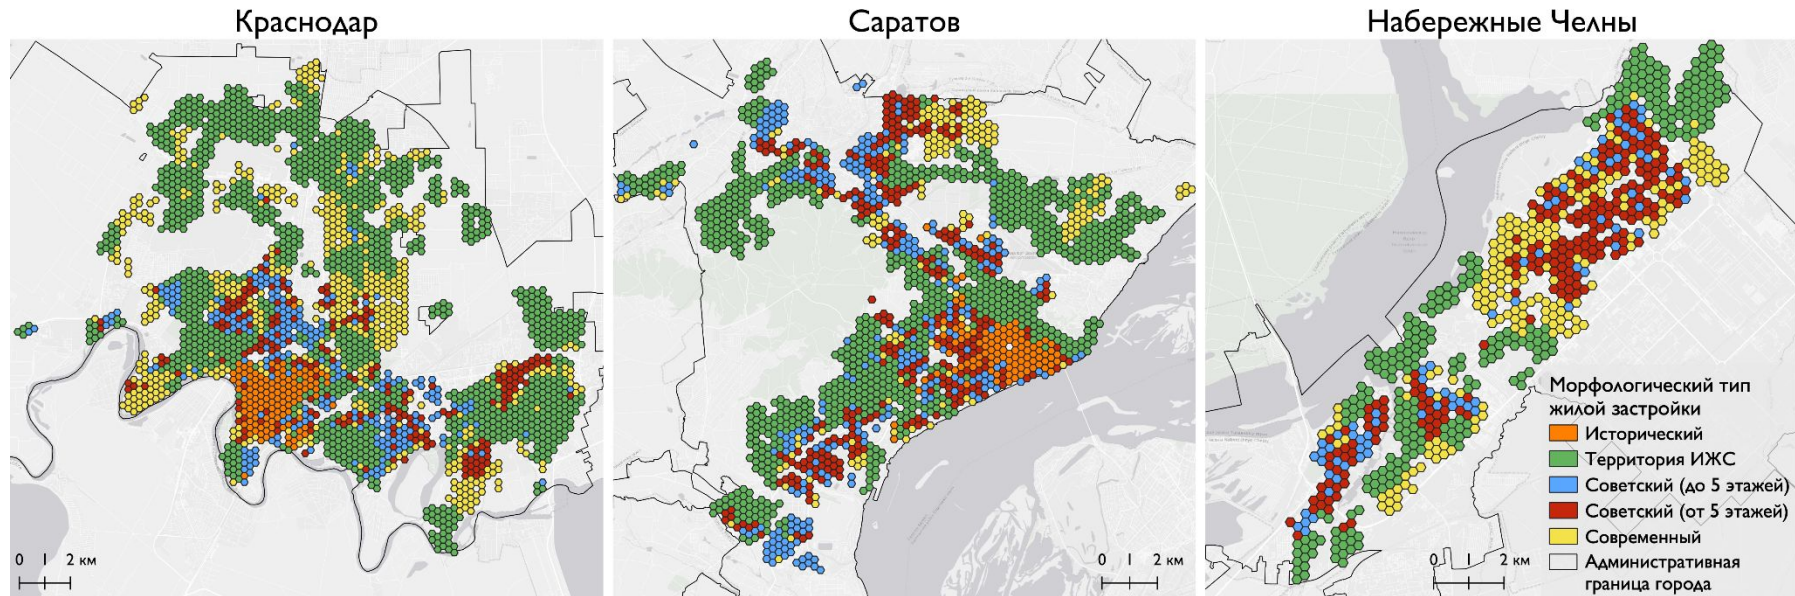 Краснодар
Саратов
Набережные Челны
Морфологический тип
жилой застройки
Исторический
Территория ИЖС
Советский (до 5 этажей)
Советский (от 5 этажей)
Современный
Административная
граница города
0 1 2 км
0 1 2 км
0 1 2 км